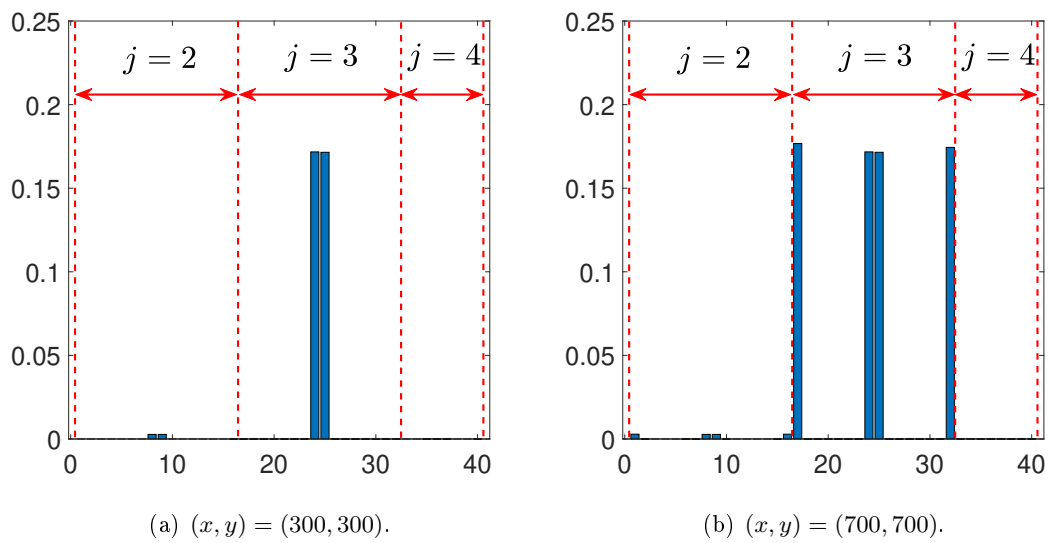 0.25
0.2
0.15
0.1
0.05
0
j = 2
j = 3
j = 4
0 10 20 30 40
(a) (x, y) = (300, 300).
0.25
0.2
0.15
0.1
0.05
0
j = 2
j = 3
j = 4
0 10 20 30 40
(b) (x, y) = (700, 700).